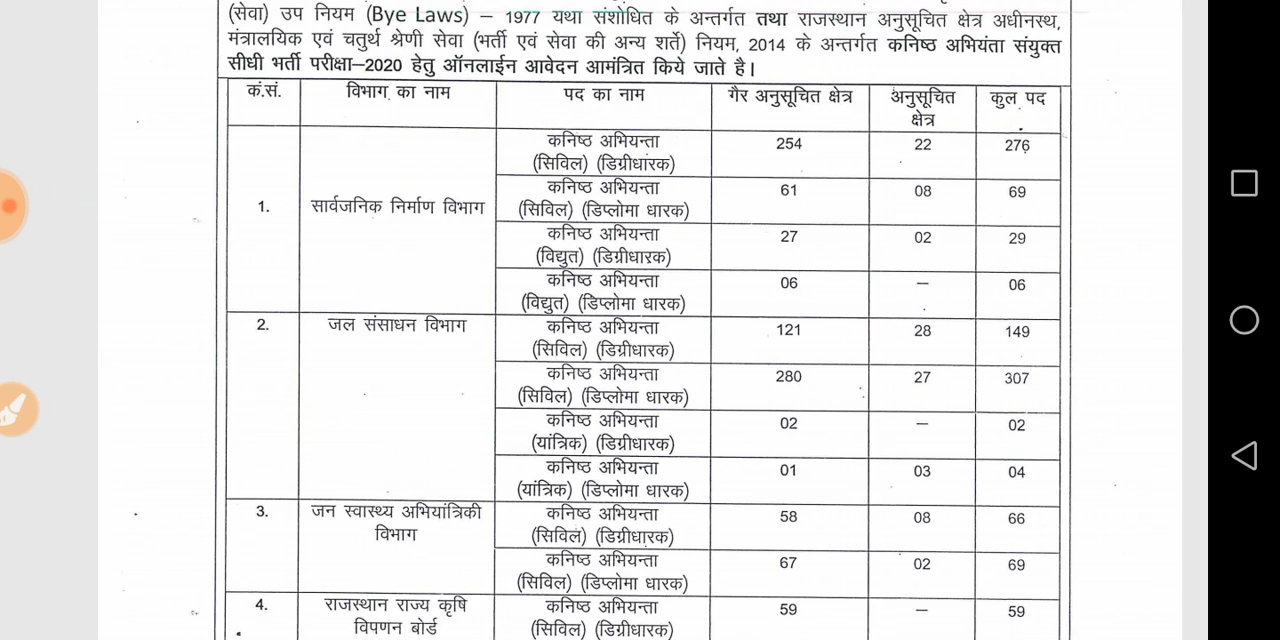 (सेवा) उप नियम (Bye Laws) – 1977 यथा संशोधित के अन्तर्गत तथा राजस्थान अनुसूचित क्षेत्र अधीनस्थ,
मंत्रालयिक एवं चतुर्थ श्रेणी सेवा (भर्ती एवं सेवा की अन्य शर्ते) नियम, 2014 के अन्तर्गत कनिष्ठ अभियंता संयुक्त
सीधी भर्ती परीक्षा–2020 हेतु ऑनलाईन आवेदन आमंत्रित किये जाते है।
कं.सं. विभाग का नाम पद का नाम गैर अनुसूचित क्षेत्र अनुसूचित कुल पद
क्षेत्र
कनिष्ठ अभियन्ता 254 22 276
(सिविल) (डिग्रीधारक)
1. सार्वजनिक निर्माण विभाग कनिष्ठ अभियन्ता 61 08 69
(सिविल) (डिप्लोमा धारक)
कनिष्ठ अभियन्ता 27 02 29
(विद्युत) (डिग्रीधारक)
कनिष्ठ अभियन्ता 06 – 06
(विद्युत) (डिप्लोमा धारक)
2. जल संसाधन विभाग कनिष्ठ अभियन्ता 121 28 149
(सिविल) (डिग्रीधारक)
कनिष्ठ अभियन्ता 280 27 307
(सिविल) (डिप्लोमा धारक)
कनिष्ठ अभियन्ता 02 – 02
(यांत्रिक) (डिग्रीधारक)
कनिष्ठ अभियन्ता 01 03 04
(यांत्रिक) (डिप्लोमा धारक)
3. जन स्वास्थ्य अभियांत्रिकी कनिष्ठ अभियन्ता 58 08 66
विभाग (सिविल) (डिग्रीधारक)
कनिष्ठ अभियन्ता 67 02 69
(सिविल) (डिप्लोमा धारक)
4. राजस्थान राज्य कृषि कनिष्ठ अभियन्ता 59 – 59
विपणन बोर्ड (सिविल) (डिग्रीधारक)